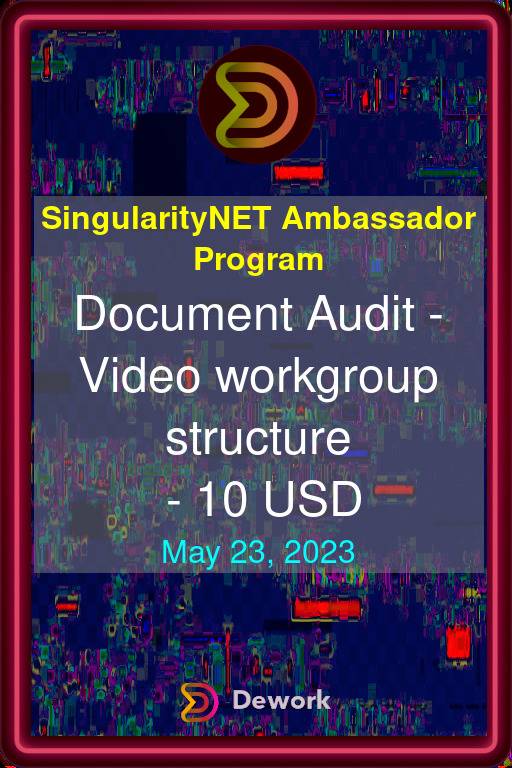 SingularityNET Ambassador
Program
Document Audit -
Video workgroup
structure
- 10 USD
May 23, 2023
Dework